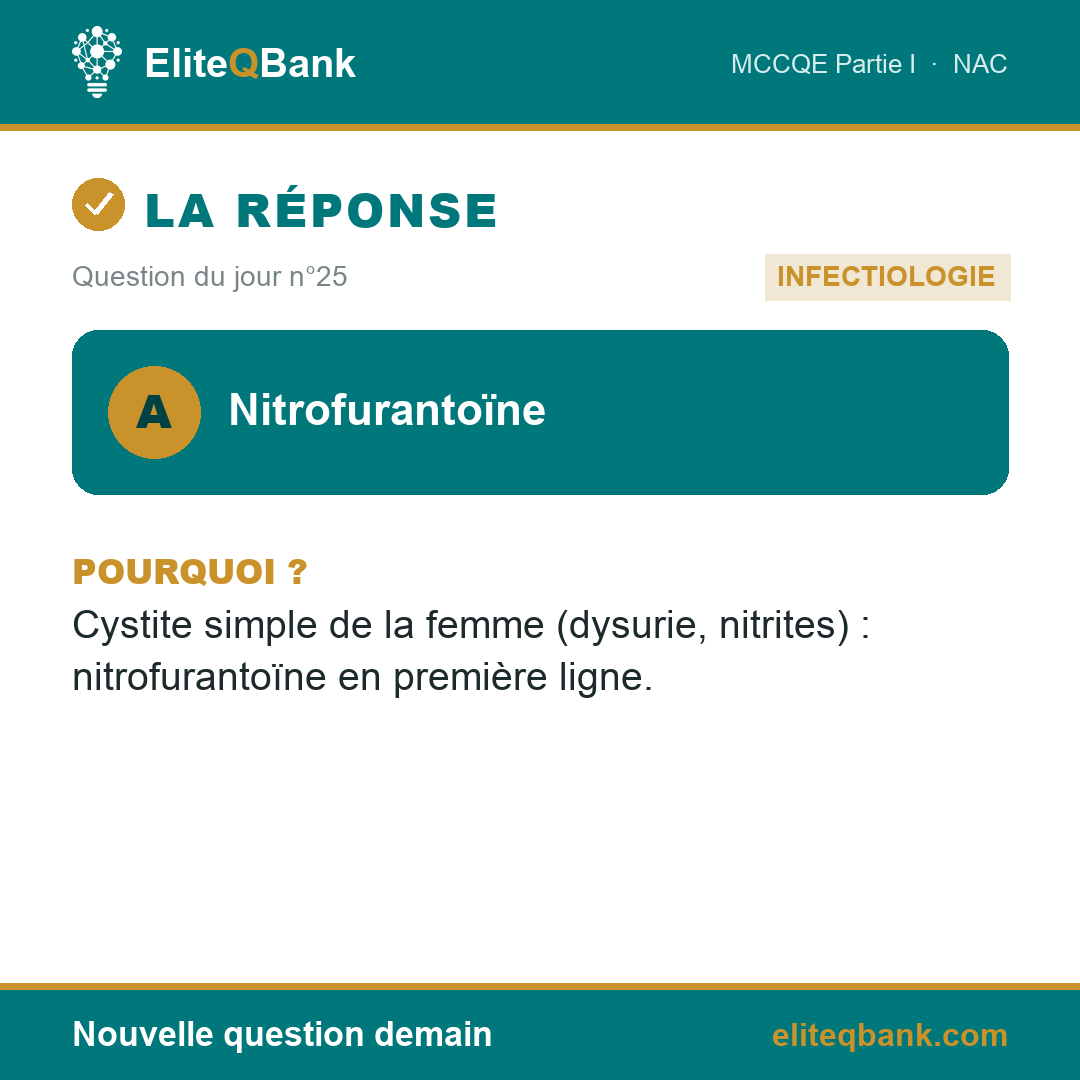 EliteQBank
MCCQE Partie I · NAC
LA RÉPONSE
Question du jour n°25
INFECTIOLOGIE
A
Nitrofurantoïne
POURQUOI ?
Cystite simple de la femme (dysurie, nitrites) :
nitrofurantoïne en première ligne.
Nouvelle question demain
eliteqbank.com